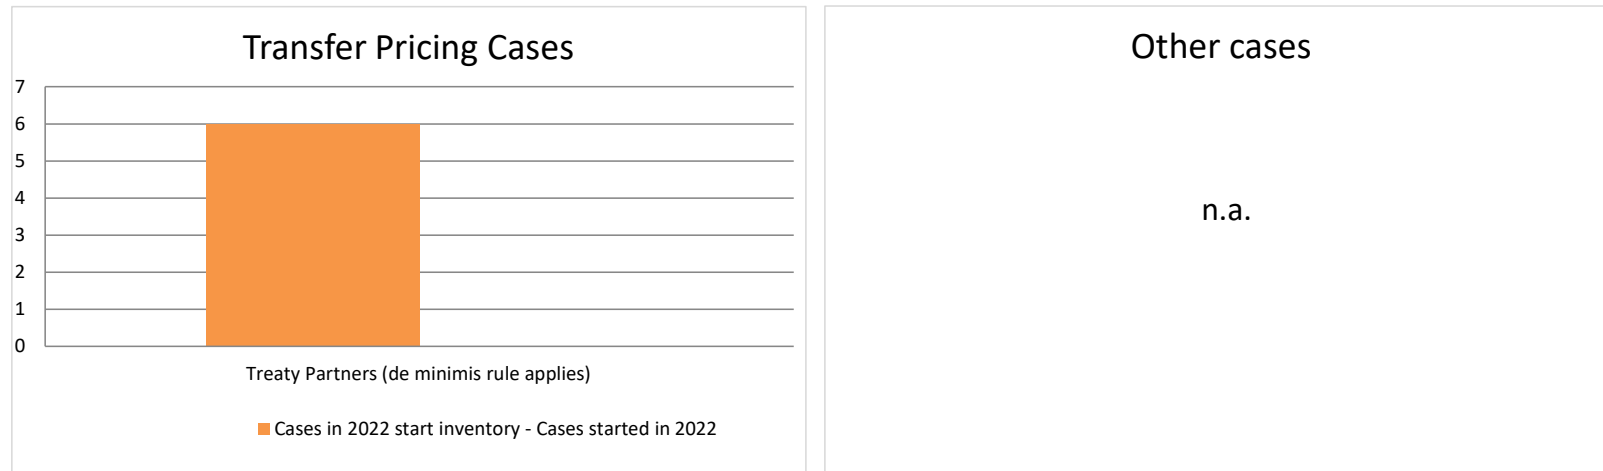 Transfer Pricing Cases
7
6
5
4
3
2
1
0
Treaty Partners (de minimis rule applies)
Cases in 2022 start inventory - Cases started in 2022
Other cases
n.a.